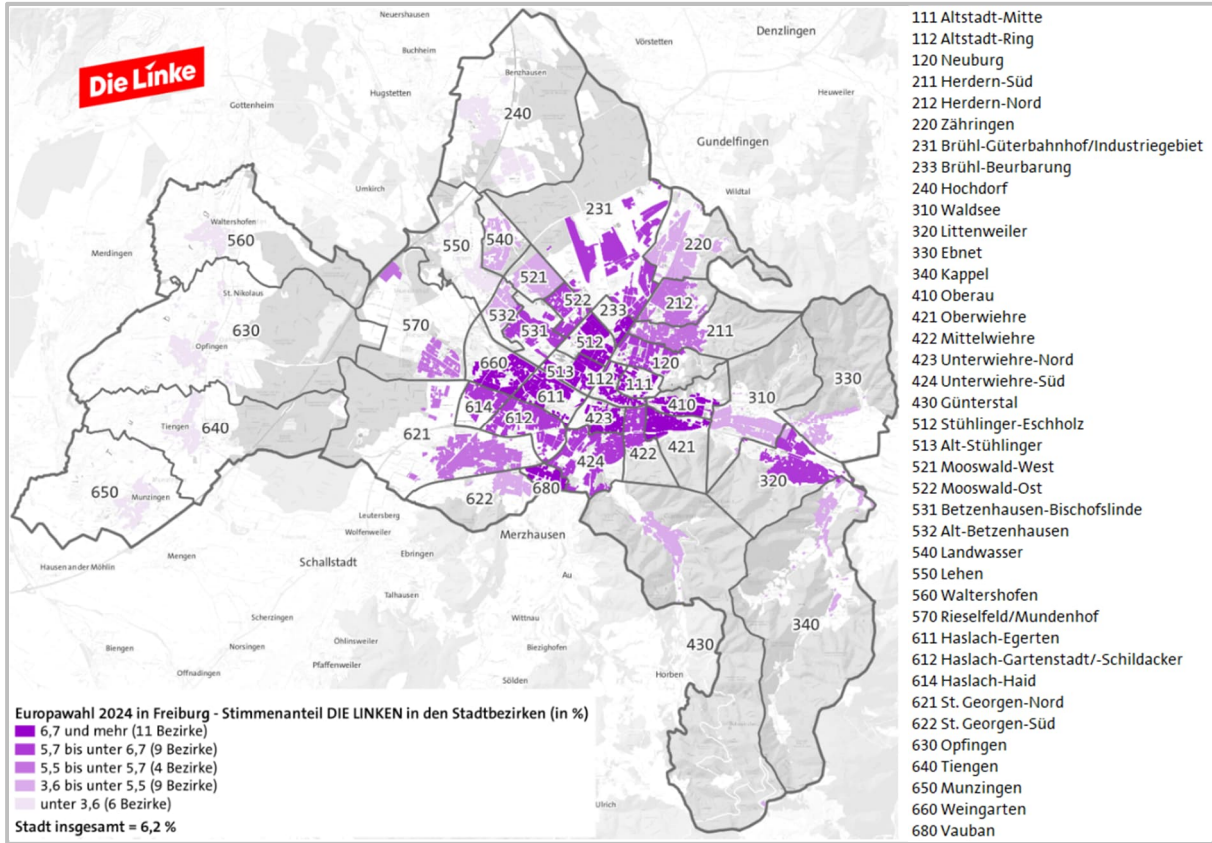 Die Linke
Neuershausen
Buchheim
Benzhausen
Vörstetten
Denzlingen
Hugstetten
Heuweiler
Gottenheim
240
Gundelfingen
Umkirch
Wildtal
Waltershofen
Merdingen
560
550
540
231
220
St. Nikolaus
521
522
233
212
630
570
532
531
512
211
Opfingen
660
513
120
112
111
330
614
611
410
310
Tiengen
640
612
423
621
424
422
421
320
650
Munzingen
622
680
Leutersberg
Wolfenweiler
Merzhausen
Mengen
Schallstadt
Ebringen
Hausen an der Möhlin
Au
Talhausen
Scherzingen
Wittnau
340
Biengen
Norsingen
Öhlinsweiler
Biezighofen
430
Pfaffenweiler
Offnadingen
Sölden
Horben
Ulrich
Europawahl 2024 in Freiburg - Stimmenanteil DIE LINKEN in den Stadtbezirken (in %)
6,7 und mehr (11 Bezirke)
5,7 bis unter 6,7 (9 Bezirke)
5,5 bis unter 5,7 (4 Bezirke)
3,6 bis unter 5,5 (9 Bezirke)
unter 3,6 (6 Bezirke)
Stadt insgesamt = 6,2 %
111 Altstadt-Mitte
112 Altstadt-Ring
120 Neuburg
211 Herdern-Süd
212 Herdern-Nord
220 Zähringen
231 Brühl-Güterbahnhof/Industriegebiet
233 Brühl-Beurbarung
240 Hochdorf
310 Waldsee
320 Littenweiler
330 Ebnet
340 Kappel
410 Oberau
421 Oberwiehre
422 Mittelwiehre
423 Unterwiehre-Nord
424 Unterwiehre-Süd
430 Günterstal
512 Stühlinger-Eschholz
513 Alt-Stühlinger
521 Mooswald-West
522 Mooswald-Ost
531 Betzenhausen-Bischofslinde
532 Alt-Betzenhausen
540 Landwasser
550 Lehen
560 Waltershofen
570 Rieselfeld/Mundenhof
611 Haslach-Egerten
612 Haslach-Gartenstadt/-Schildacker
614 Haslach-Haid
621 St. Georgen-Nord
622 St. Georgen-Süd
630 Opfingen
640 Tiengen
650 Munzingen
660 Weingarten
680 Vauban